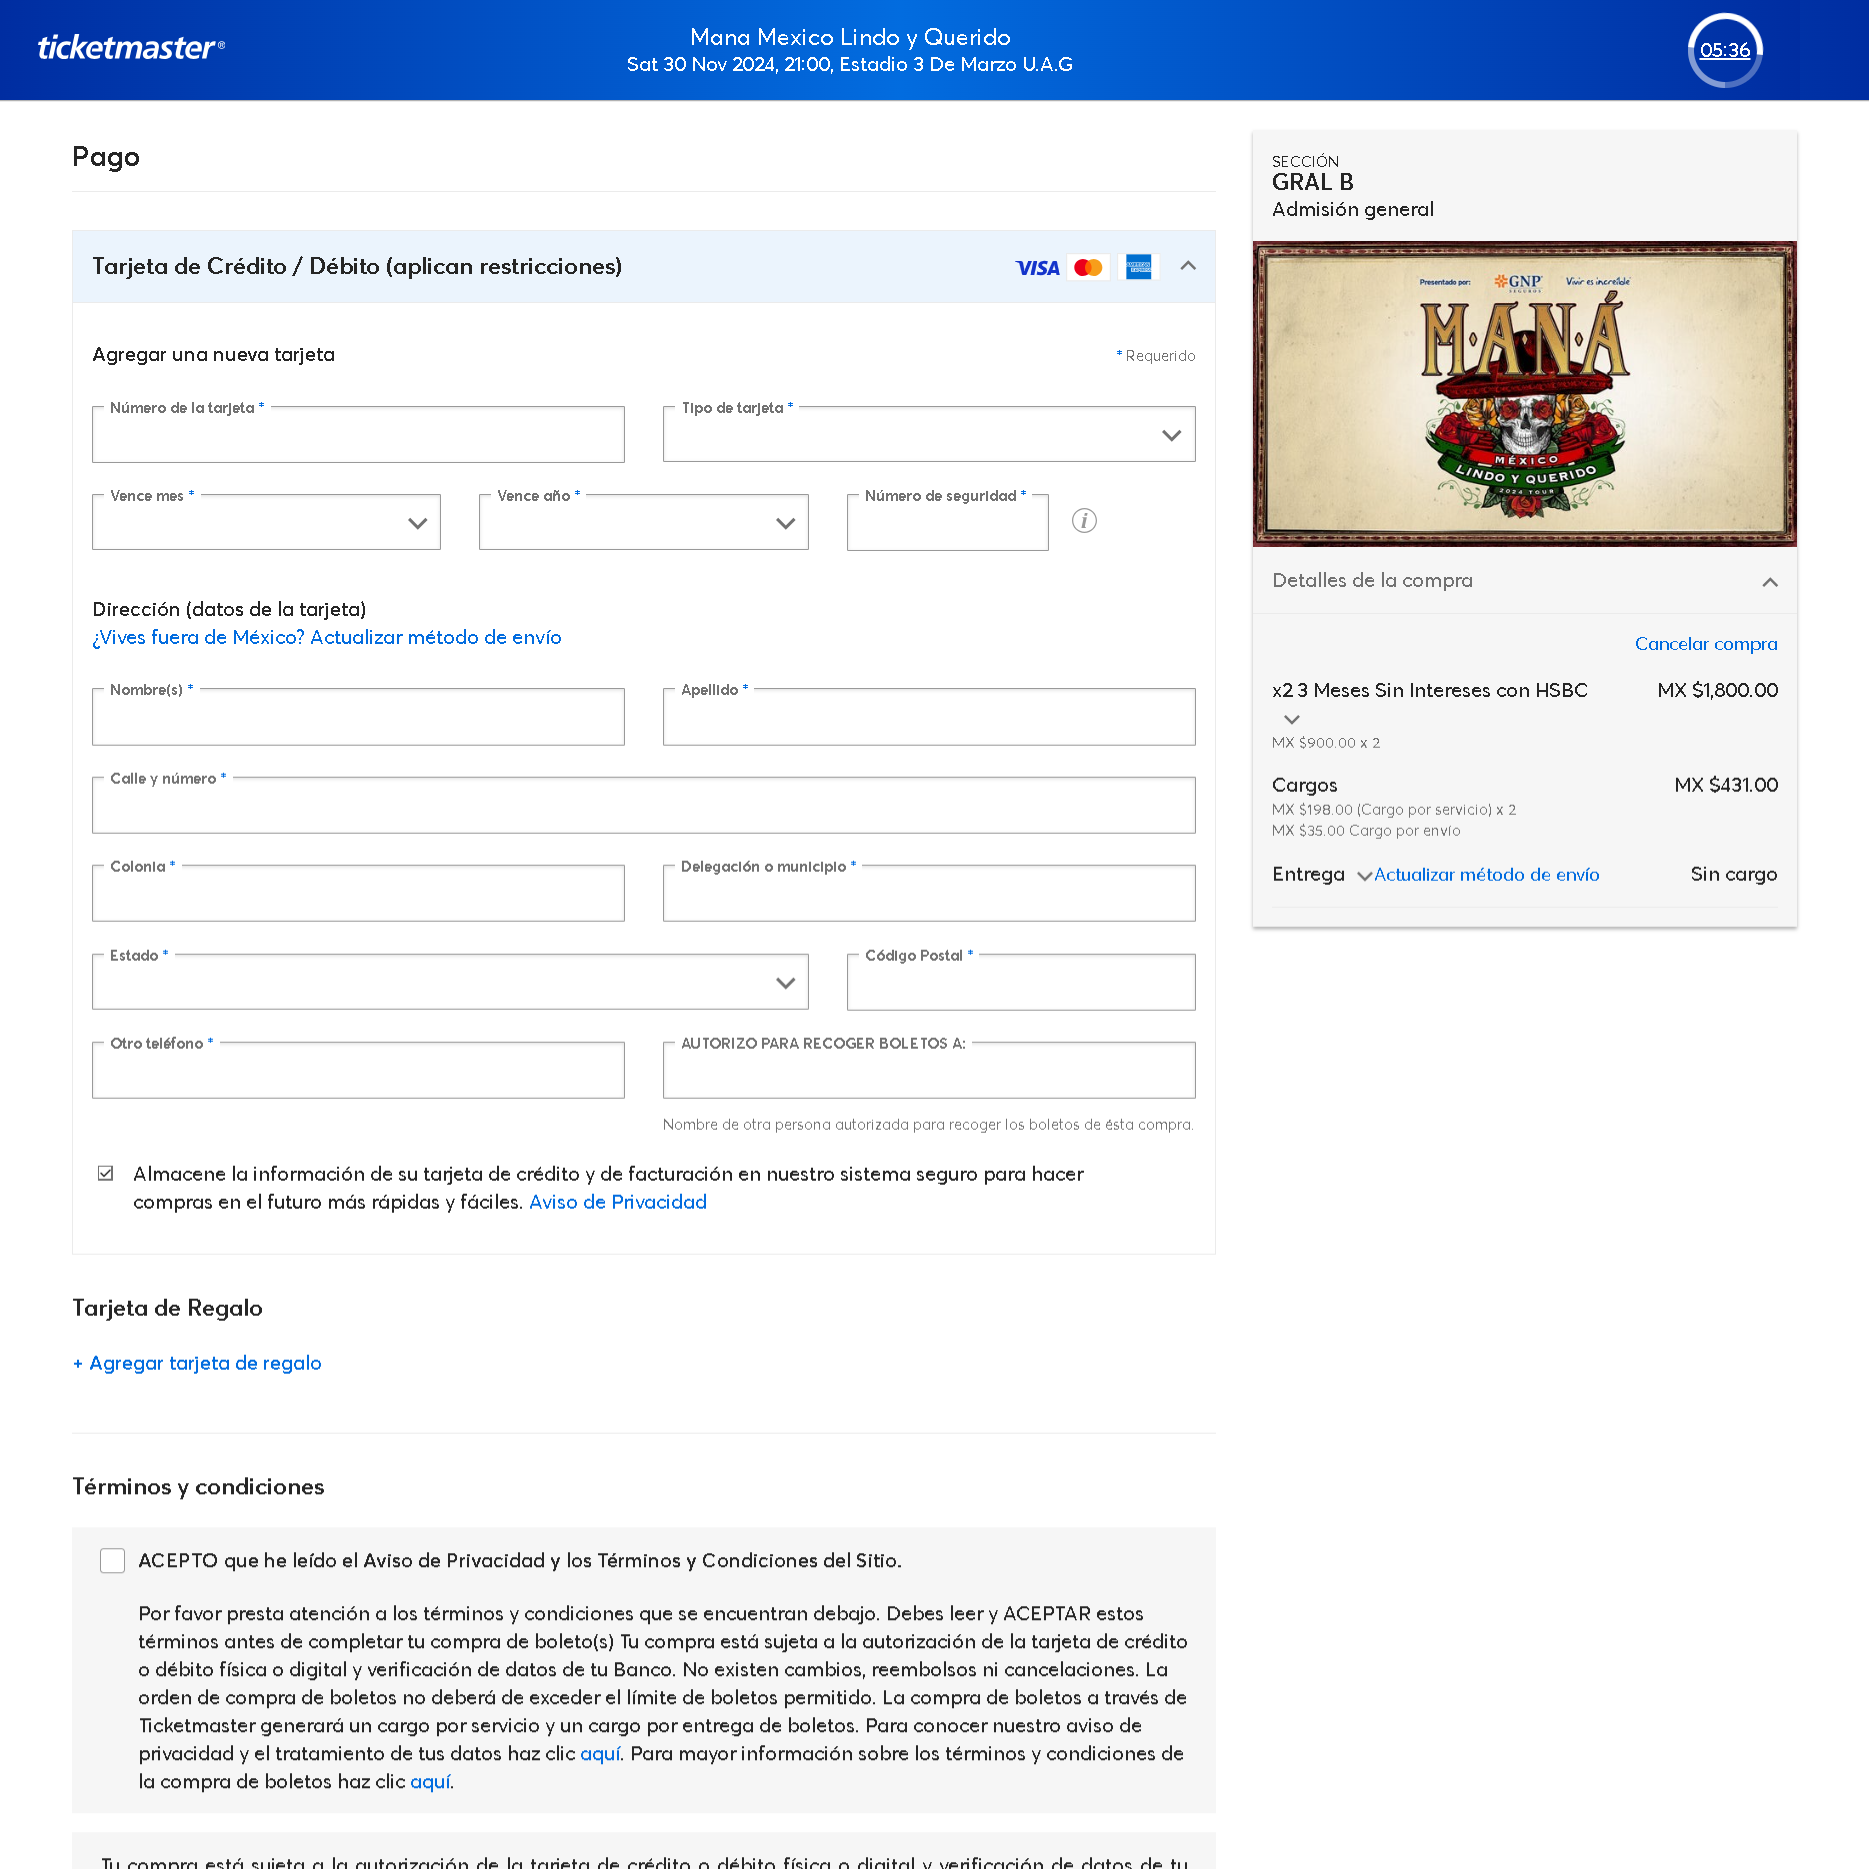 ticketmaster®
Mana Mexico Lindo y Querido
Sat 30 Nov 2024, 21:00, Estadio 3 De Marzo U.A.G
05:36
Pago
Tarjeta de Crédito / Débito (aplican restricciones)
VISA
Agregar una nueva tarjeta
* Requerido
Número de la tarjeta *
Tipo de tarjeta *
Vence mes *
Vence año *
Número de seguridad *
i
Dirección (datos de la tarjeta)
¿Vives fuera de México? Actualizar método de envío
Nombre(s) *
Apellido *
Calle y número *
Colonia *
Delegación o municipio *
Estado *
Código Postal *
Otro teléfono *
AUTORIZO PARA RECOGER BOLETOS A:
Nombre de otra persona autorizada para recoger los boletos de ésta compra.
Almacene la información de su tarjeta de crédito y de facturación en nuestro sistema seguro para hacer
compras en el futuro más rápidas y fáciles. Aviso de Privacidad
Tarjeta de Regalo
+ Agregar tarjeta de regalo
Términos y condiciones
ACEPTO que he leído el Aviso de Privacidad y los Términos y Condiciones del Sitio.
Por favor presta atención a los términos y condiciones que se encuentran debajo. Debes leer y ACEPTAR estos
términos antes de completar tu compra de boleto(s) Tu compra está sujeta a la autorización de la tarjeta de crédito
o débito física o digital y verificación de datos de tu Banco. No existen cambios, reembolsos ni cancelaciones. La
orden de compra de boletos no deberá de exceder el límite de boletos permitido. La compra de boletos a través de
Ticketmaster generará un cargo por servicio y un cargo por entrega de boletos. Para conocer nuestro aviso de
privacidad y el tratamiento de tus datos haz clic aquí. Para mayor información sobre los términos y condiciones de
la compra de boletos haz clic aquí.
Tu compra está sujeta a la autorización de la tarjeta de crédito o débito física o digital y verificación de datos de tu
SECCIÓN
GRAL B
Admisión general
Presentado por: GNP SEGUROS Vivir es increíble
MANÁ
MÉXICO
LINDO Y QUERIDO
2024 TOUR
Detalles de la compra
Cancelar compra
x2 3 Meses Sin Intereses con HSBC MX $1,800.00
MX $900.00 x 2
Cargos MX $431.00
MX $198.00 (Cargo por servicio) x 2
MX $35.00 Cargo por envío
Entrega Actualizar método de envío Sin cargo